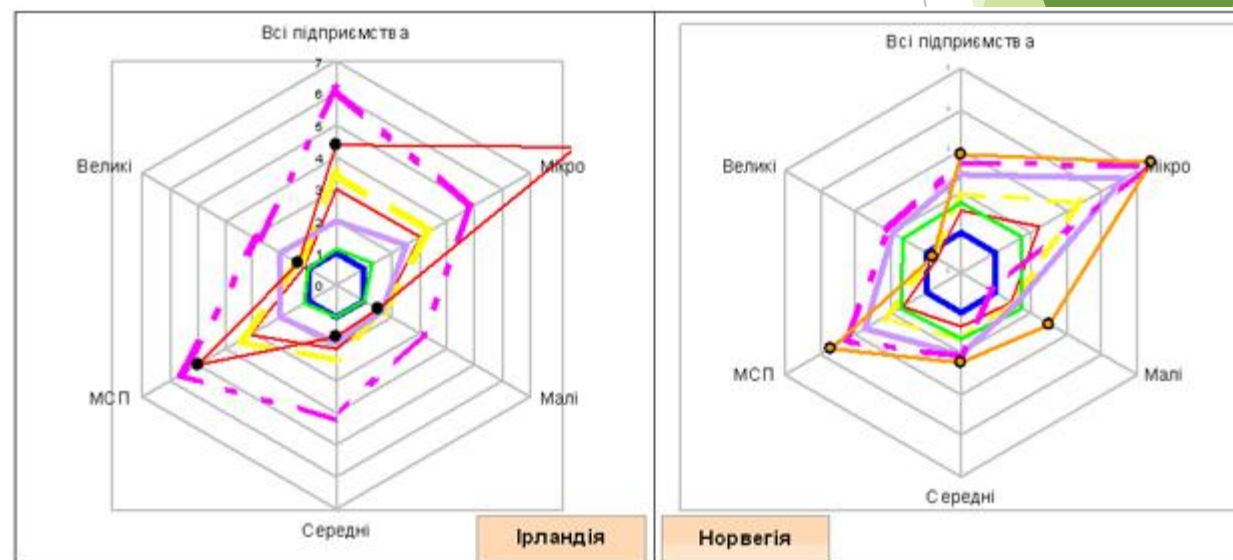 Всі підприємства
7
6
5
4
3
2
1
0
Великі
Мікро
МСП
Малі
Середні
Ірландія
Всі підприємства
Великі
Мікро
МСП
Малі
Середні
Норвегія